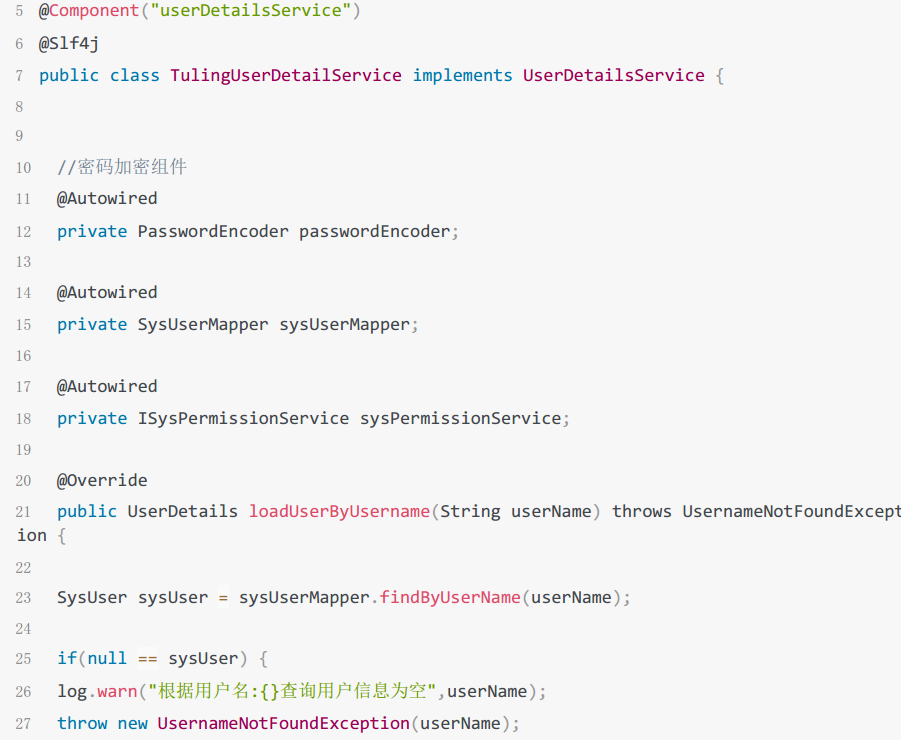 5 @Component("userDetailsService")
6 @Slf4j
7 public class TulingUserDetailService implements UserDetailsService {
8
9
10 //密码加密组件
11 @Autowired
12 private PasswordEncoder passwordEncoder;
13
14 @Autowired
15 private SysUserMapper sysUserMapper;
16
17 @Autowired
18 private ISysPermissionService sysPermissionService;
19
20 @Override
21 public UserDetails loadUserByUsername(String userName) throws UsernameNotFoundExcept
ion {
22
23 SysUser sysUser = sysUserMapper.findByUserName(userName);
24
25 if(null == sysUser) {
26 log.warn("根据用户名:{}查询用户信息为空",userName);
27 throw new UsernameNotFoundException(userName);